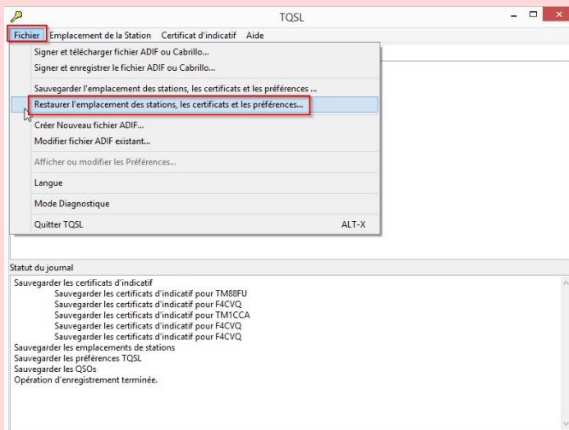 TQSL
Fichier Emplacement de la Station Certificat d'indicatif Aide
Signer et télécharger fichier ADIF ou Cabrillo...
Signer et enregistrer le fichier ADIF ou Cabrillo...
Sauvegarder l'emplacement des stations, les certificats et les préférences ...
Restaurer l'emplacement des stations, les certificats et les préférences...
Créer Nouveau fichier ADIF...
Modifier fichier ADIF existant...
Afficher ou modifier les Préférences...
Langue
Mode Diagnostique
Quitter TQSL ALT-X
Statut du journal
Sauvegarder les certificats d'indicatif
Sauvegarder les certificats d'indicatif pour TM88FU
Sauvegarder les certificats d'indicatif pour F4CVQ
Sauvegarder les certificats d'indicatif pour TM1CCA
Sauvegarder les certificats d'indicatif pour F4CVQ
Sauvegarder les certificats d'indicatif pour F4CVQ
Sauvegarder les emplacements de stations
Sauvegarder les préférences TQSL
Sauvegarder les QSOs
Opération d'enregistrement terminée.